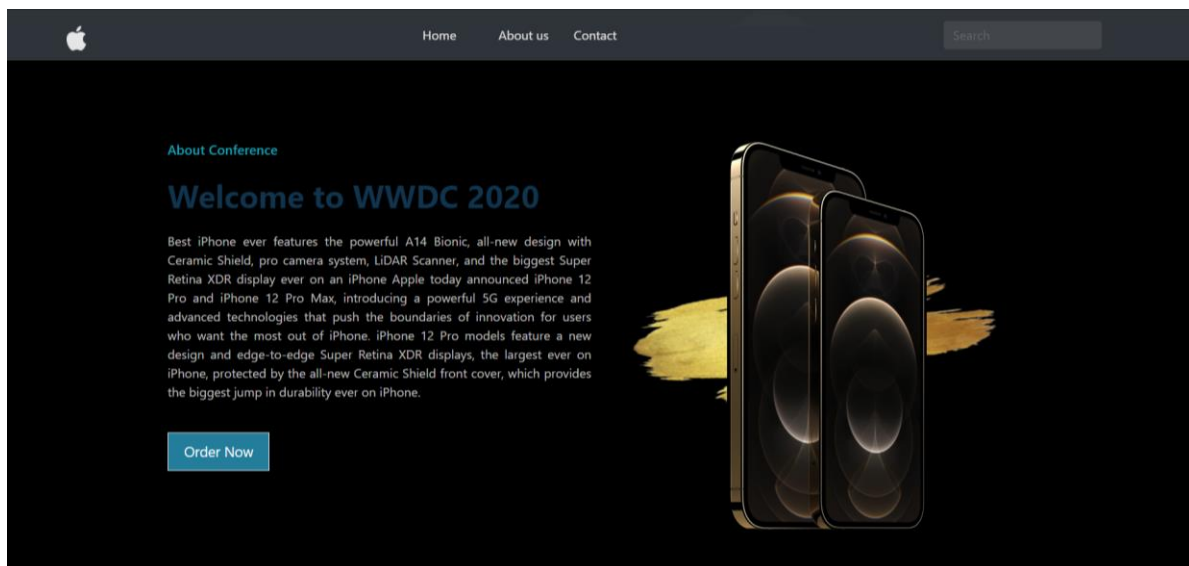 Home About us Contact Search
About Conference
Welcome to WWDC 2020
Best iPhone ever features the powerful A14 Bionic, all-new design with
Ceramic Shield, pro camera system, LiDAR Scanner, and the biggest Super
Retina XDR display ever on an iPhone Apple today announced iPhone 12
Pro and iPhone 12 Pro Max, introducing a powerful 5G experience and
advanced technologies that push the boundaries of innovation for users
who want the most out of iPhone. iPhone 12 Pro models feature a new
design and edge-to-edge Super Retina XDR displays, the largest ever on
iPhone, protected by the all-new Ceramic Shield front cover, which provides
the biggest jump in durability ever on iPhone.
Order Now